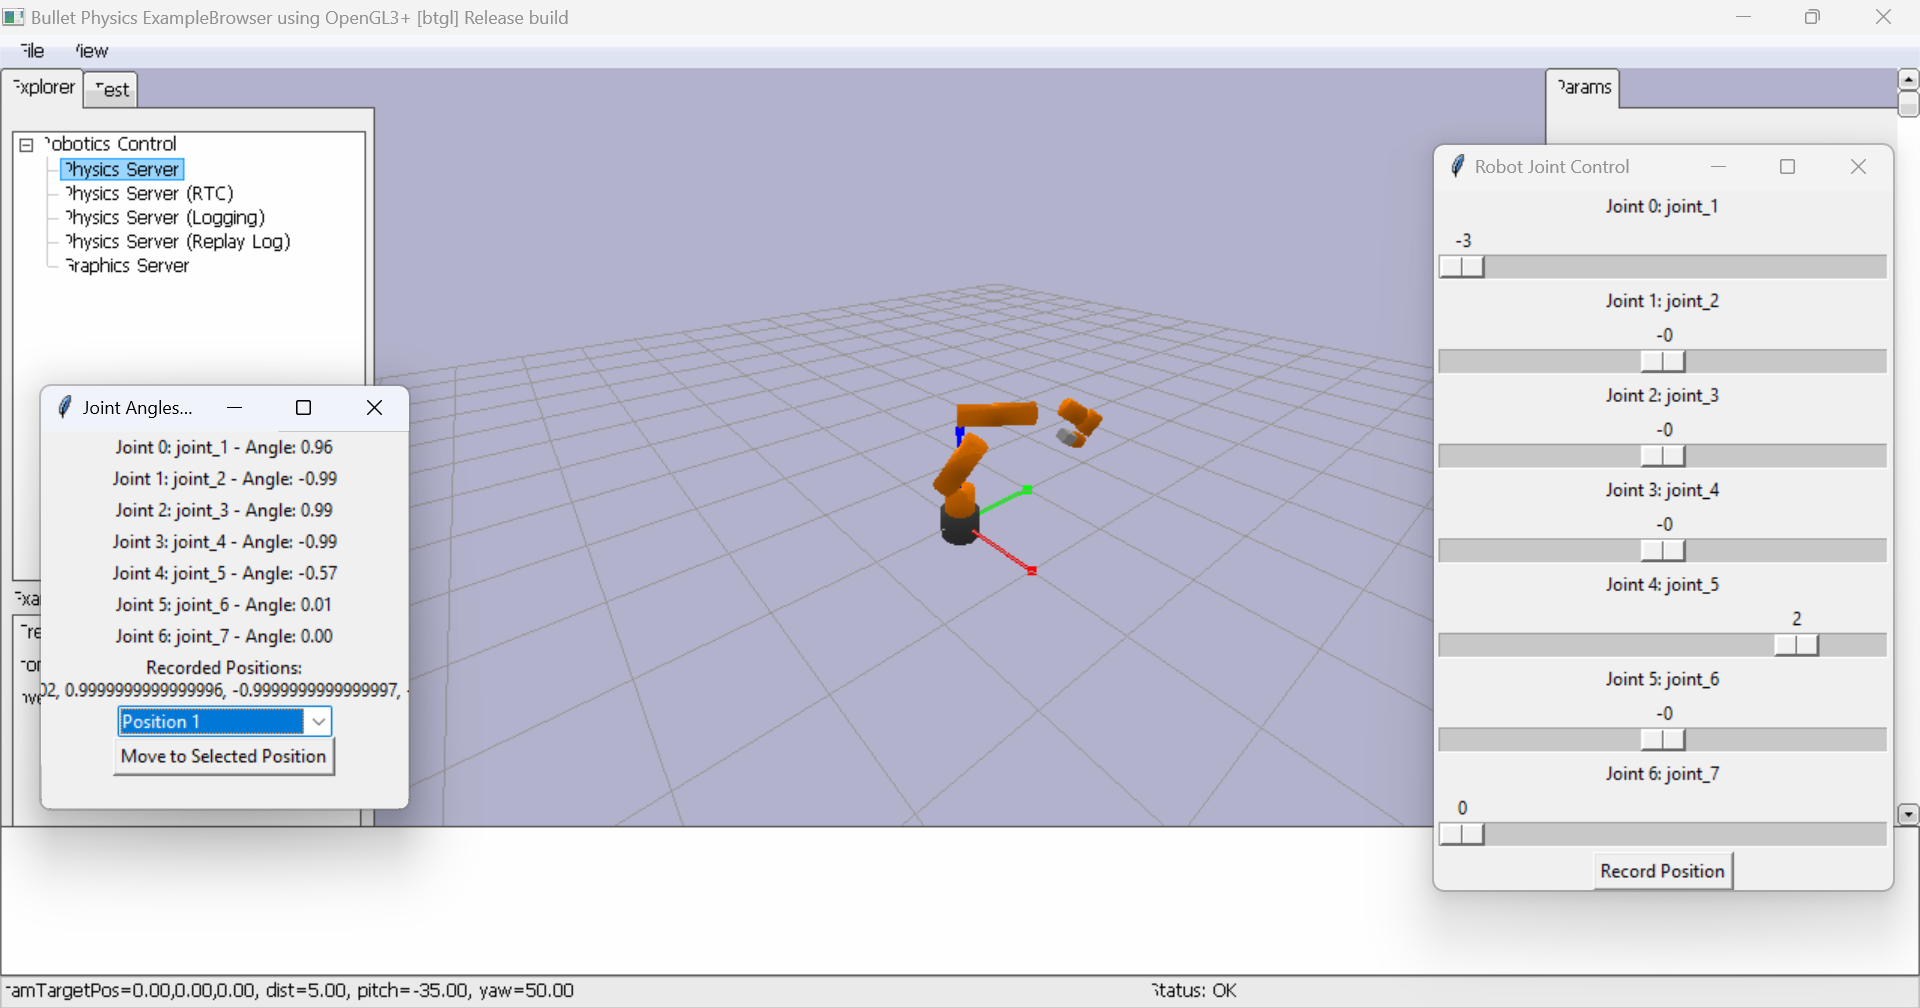 Bullet Physics ExampleBrowser using OpenGL3+ [btgl] Release build
File View
Explorer Test
Robotics Control
Physics Server
Physics Server (RTC)
Physics Server (Logging)
Physics Server (Replay Log)
Graphics Server
Joint Angles...
Joint 0: joint_1 - Angle: 0.96
Joint 1: joint_2 - Angle: -0.99
Joint 2: joint_3 - Angle: 0.99
Joint 3: joint_4 - Angle: -0.99
Joint 4: joint_5 - Angle: -0.57
Joint 5: joint_6 - Angle: 0.01
Joint 6: joint_7 - Angle: 0.00
Recorded Positions:
02, 0.9999999999999996, -0.9999999999999997, -
Position 1
Move to Selected Position
Params
Robot Joint Control
Joint 0: joint_1
-3
Joint 1: joint_2
-0
Joint 2: joint_3
-0
Joint 3: joint_4
-0
Joint 4: joint_5
2
Joint 5: joint_6
-0
Joint 6: joint_7
0
Record Position
camTargetPos=0.00,0.00,0.00, dist=5.00, pitch=-35.00, yaw=50.00
Status: OK